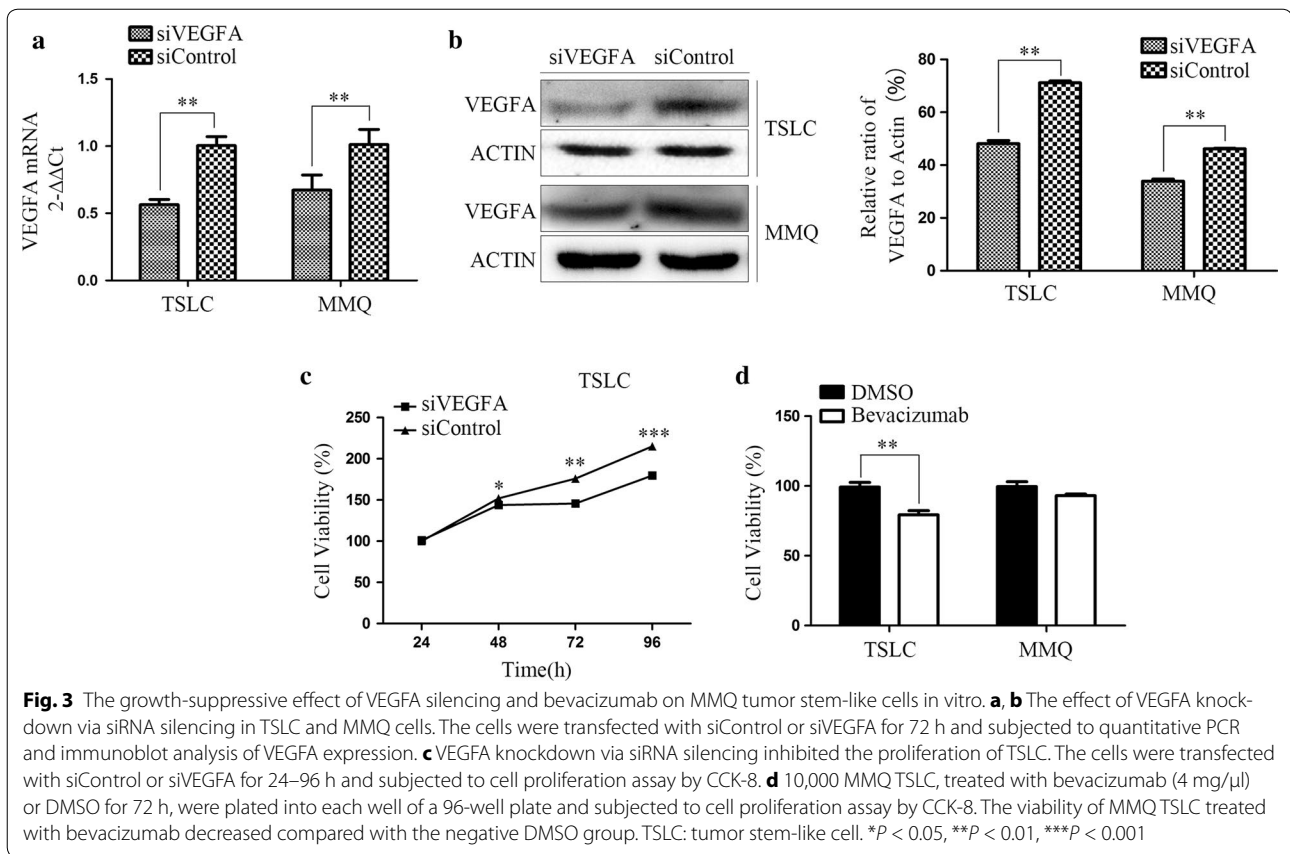 a
siVEGFA
siControl
VEGFA mRNA
2-ΔΔCt
1.5
1.0
0.5
0.0
**
**
TSLC
MMQ
b
siVEGFA siControl
VEGFA
ACTIN
TSLC
VEGFA
ACTIN
MMQ
siVEGFA
siControl
Relative ratio of
VEGFA to Actin (%)
80
60
40
20
0
**
**
TSLC
MMQ
c
TSLC
siVEGFA
siControl
Cell Viability (%)
250
200
150
100
50
0
*
**
***
24 48 72 96
Time(h)
d
DMSO
Bevacizumab
Cell Viability (%)
150
100
50
0
**
TSLC
MMQ
Fig. 3 The growth-suppressive effect of VEGFA silencing and bevacizumab on MMQ tumor stem-like cells in vitro. a, b The effect of VEGFA knock-
down via siRNA silencing in TSLC and MMQ cells. The cells were transfected with siControl or siVEGFA for 72 h and subjected to quantitative PCR
and immunoblot analysis of VEGFA expression. c VEGFA knockdown via siRNA silencing inhibited the proliferation of TSLC. The cells were transfected
with siControl or siVEGFA for 24–96 h and subjected to cell proliferation assay by CCK-8. d 10,000 MMQ TSLC, treated with bevacizumab (4 mg/μl)
or DMSO for 72 h, were plated into each well of a 96-well plate and subjected to cell proliferation assay by CCK-8. The viability of MMQ TSLC treated
with bevacizumab decreased compared with the negative DMSO group. TSLC: tumor stem-like cell. *P < 0.05, **P < 0.01, ***P < 0.001